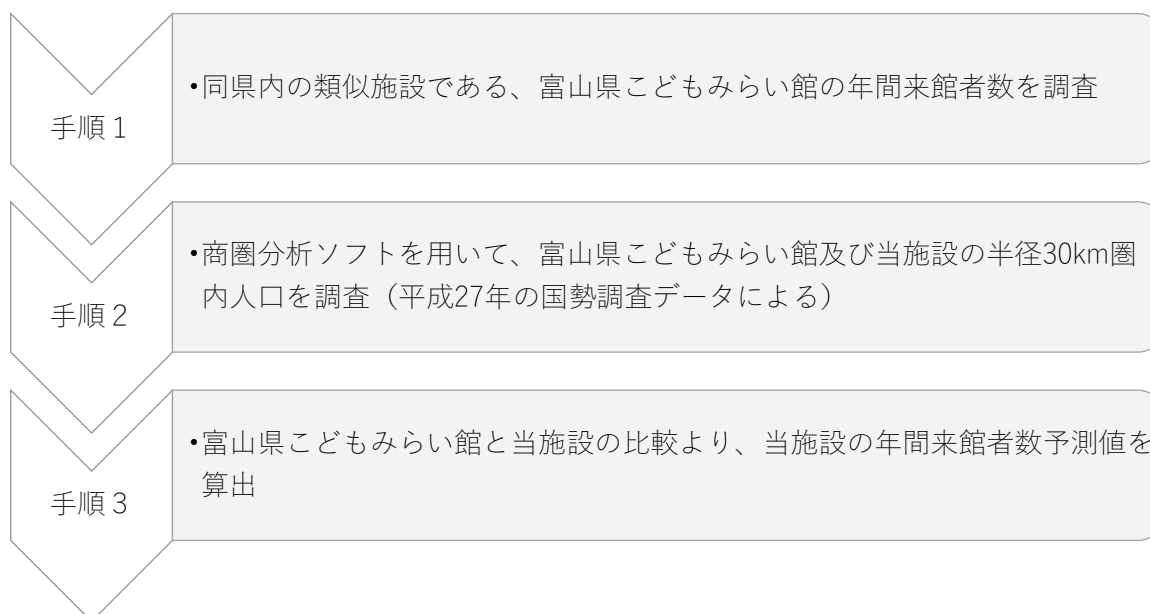 手順１
•同県内の類似施設である、富山県こどもみらい館の年間来館者数を調査
手順２
•商圏分析ソフトを用いて、富山県こどもみらい館及び当施設の半径30km圏
内人口を調査（平成27年の国勢調査データによる）
手順３
•富山県こどもみらい館と当施設の比較より、当施設の年間来館者数予測値を
算出